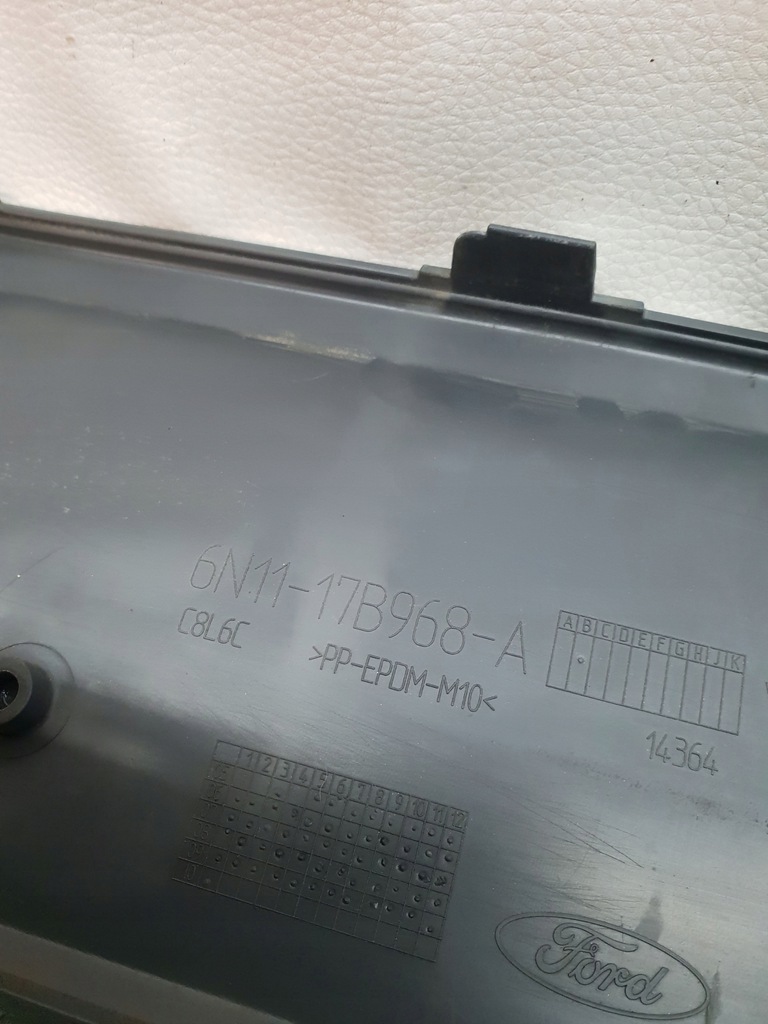 6N11-17B968-A
C8L6C
>PP-EPDM-M10<
A B C D E F G H J K
14364
1 2 3 4 5 6 7 8 9 10 11 12
Ford